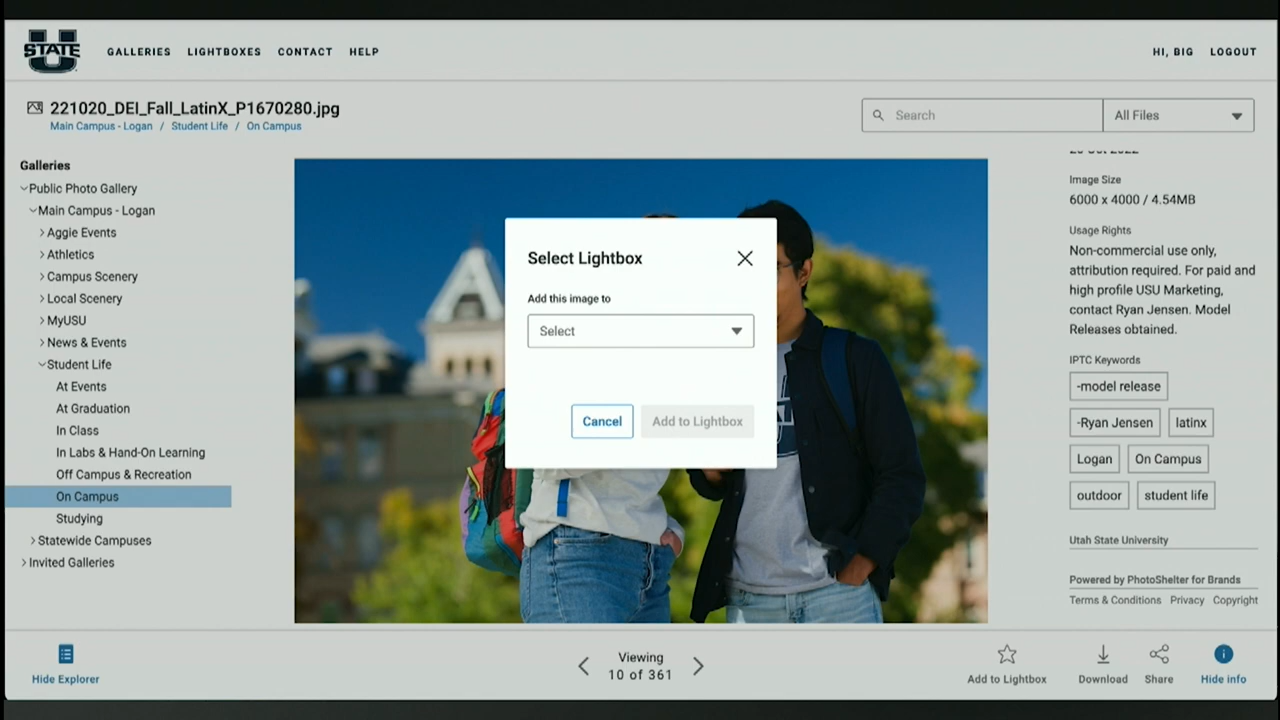 U STATE
GALLERIES LIGHTBOXES CONTACT HELP
HI, BIG LOGOUT
221020_DEI_Fall_LatinX_P1670280.jpg
Main Campus - Logan / Student Life / On Campus
Search
All Files
Galleries
Public Photo Gallery
Main Campus - Logan
Aggie Events
Athletics
Campus Scenery
Local Scenery
MyUSU
News & Events
Student Life
At Events
At Graduation
In Class
In Labs & Hand-On Learning
Off Campus & Recreation
On Campus
Studying
Statewide Campuses
Invited Galleries
Select Lightbox
Add this image to
Select
Cancel
Add to Lightbox
Image Size
6000 x 4000 / 4.54MB
Usage Rights
Non-commercial use only,
attribution required. For paid and
high profile USU Marketing,
contact Ryan Jensen. Model
Releases obtained.
IPTC Keywords
-model release
-Ryan Jensen latinx
Logan On Campus
outdoor student life
Utah State University
Powered by PhotoShelter for Brands
Terms & Conditions Privacy Copyright
Hide Explorer
Viewing
10 of 361
Add to Lightbox
Download
Share
Hide info